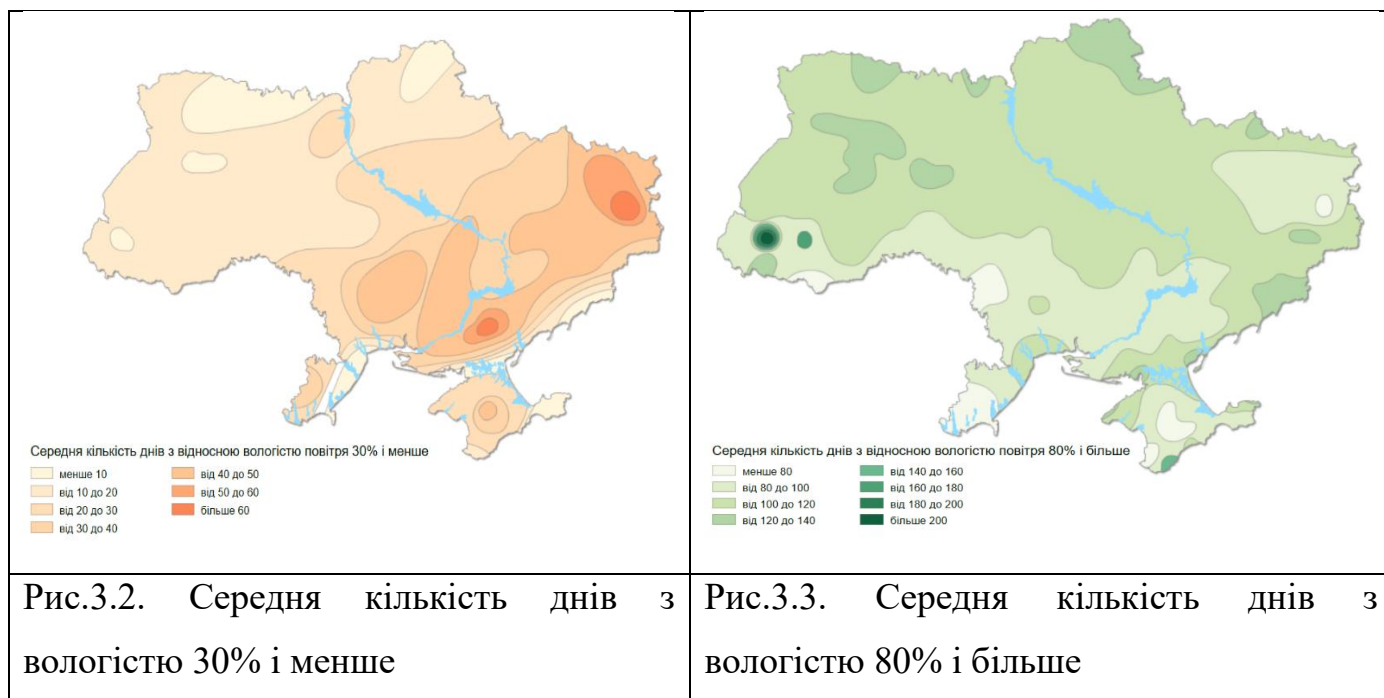 Середня кількість днів з відносною вологістю повітря 30% і менше
менше 10
від 10 до 20
від 20 до 30
від 30 до 40
від 40 до 50
від 50 до 60
більше 60
Середня кількість днів з відносною вологістю повітря 80% і більше
менше 80
від 80 до 100
від 100 до 120
від 120 до 140
від 140 до 160
від 160 до 180
від 180 до 200
більше 200
Рис.3.2. Середня кількість днів з
вологістю 30% і менше
Рис.3.3. Середня кількість днів з
вологістю 80% і більше